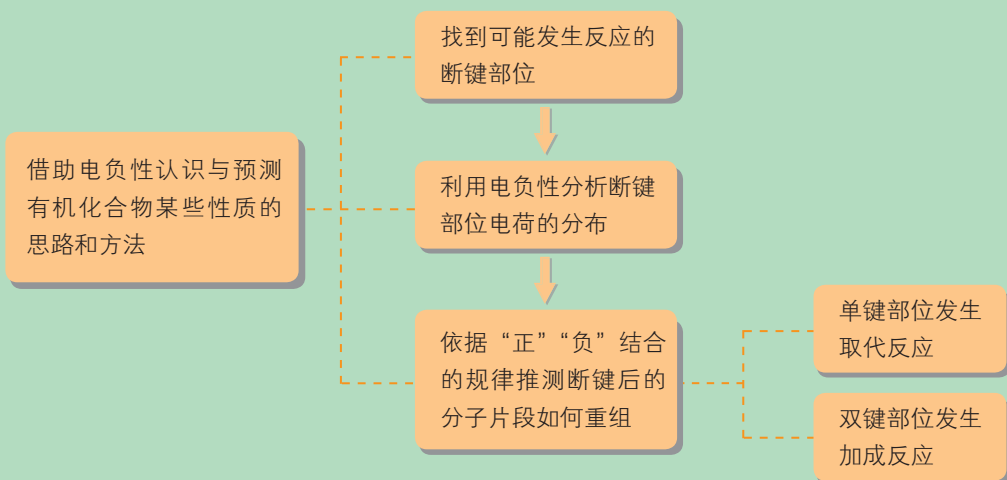 找到可能发生反应的
断键部位
借助电负性认识与预测
有机化合物某些性质的
思路和方法
利用电负性分析断键
部位电荷的分布
依据“正”“负”结合
的规律推测断键后的
分子片段如何重组
单键部位发生
取代反应
双键部位发生
加成反应